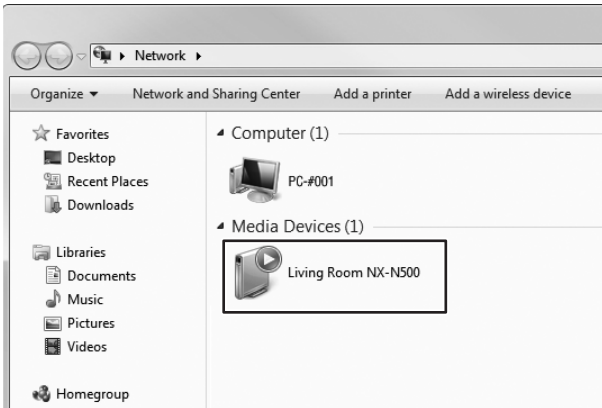 Network
Organize Network and Sharing Center Add a printer Add a wireless device
Favorites
Desktop
Recent Places
Downloads
Libraries
Documents
Music
Pictures
Videos
Homegroup
Computer (1)
PC-#001
Media Devices (1)
Living Room NX-N500